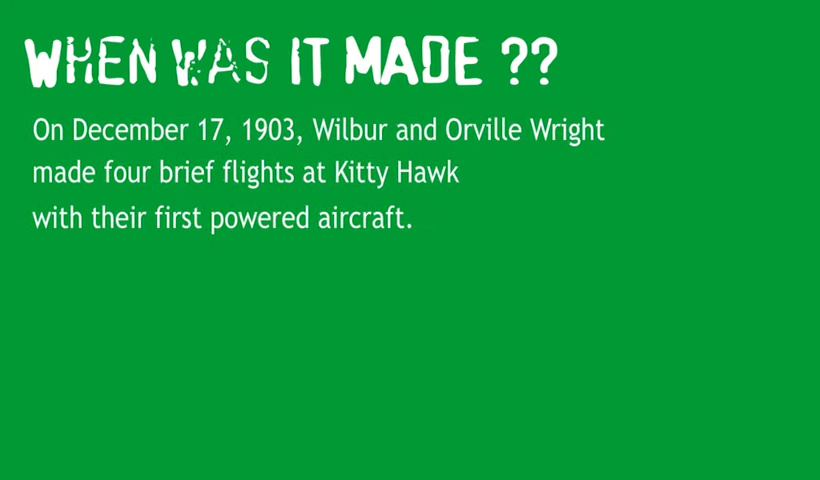 WHEN WAS IT MADE ??
On December 17, 1903, Wilbur and Orville Wright
made four brief flights at Kitty Hawk
with their first powered aircraft.